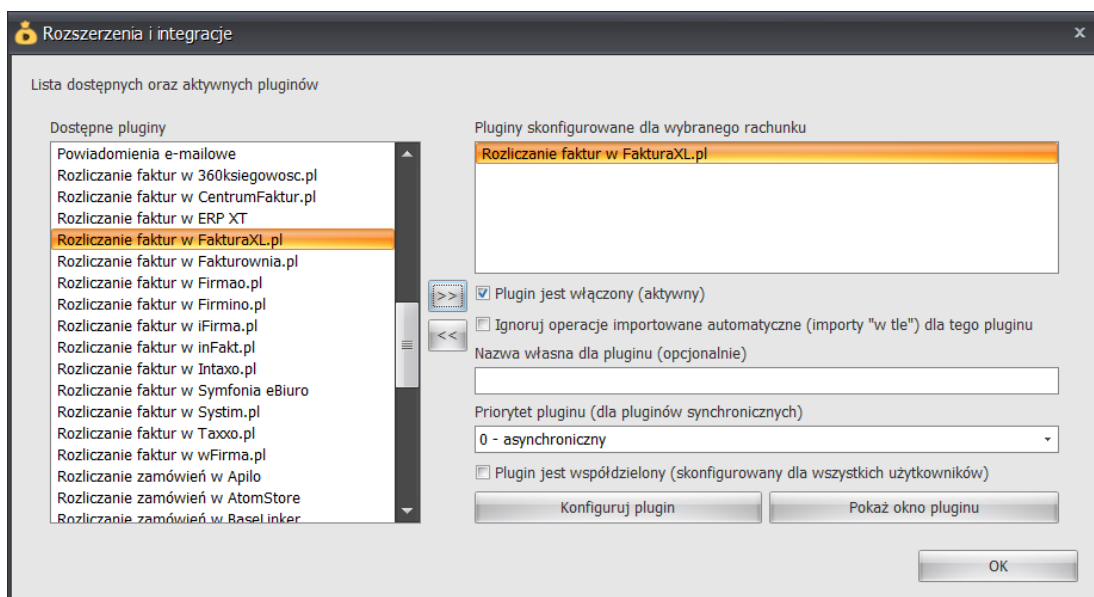 Rozszerzenia i integracje
x
Lista dostępnych oraz aktywnych pluginów
Dostępne pluginy
Powiadomienia e-mailowe
Rozliczanie faktur w 360ksiegowosc.pl
Rozliczanie faktur w CentrumFaktur.pl
Rozliczanie faktur w ERP XT
Rozliczanie faktur w FakturaXL.pl
Rozliczanie faktur w Fakturownia.pl
Rozliczanie faktur w Firmao.pl
Rozliczanie faktur w Firmino.pl
Rozliczanie faktur w iFirma.pl
Rozliczanie faktur w inFakt.pl
Rozliczanie faktur w Intaxo.pl
Rozliczanie faktur w Symfonia eBiuro
Rozliczanie faktur w Systim.pl
Rozliczanie faktur w Taxxo.pl
Rozliczanie faktur w wFirma.pl
Rozliczanie zamówień w Apilo
Rozliczanie zamówień w AtomStore
Rozliczanie zamówień w BaseLinker
>>
<<
Pluginy skonfigurowane dla wybranego rachunku
Rozliczanie faktur w FakturaXL.pl
Plugin jest włączony (aktywny)
Ignoruj operacje importowane automatyczne (importy "w tle") dla tego pluginu
Nazwa własna dla pluginu (opcjonalnie)
Priorytet pluginu (dla pluginów synchronicznych)
0 - asynchroniczny
Plugin jest współdzielony (skonfigurowany dla wszystkich użytkowników)
Konfiguruj plugin
Pokaż okno pluginu
OK